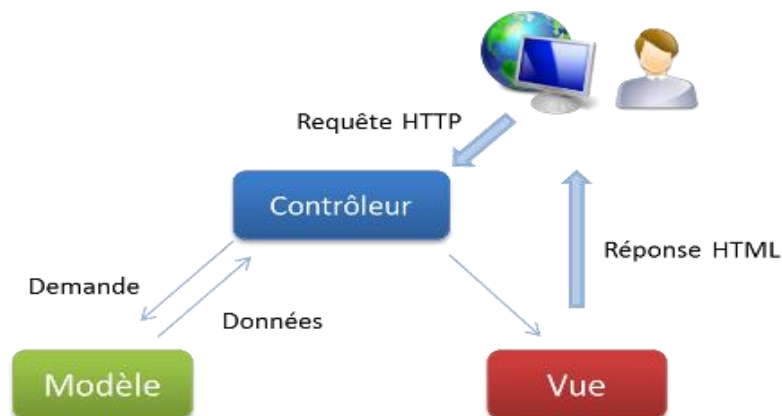 Requête HTTP
Contrôleur
Réponse HTML
Demande
Données
Modèle
Vue